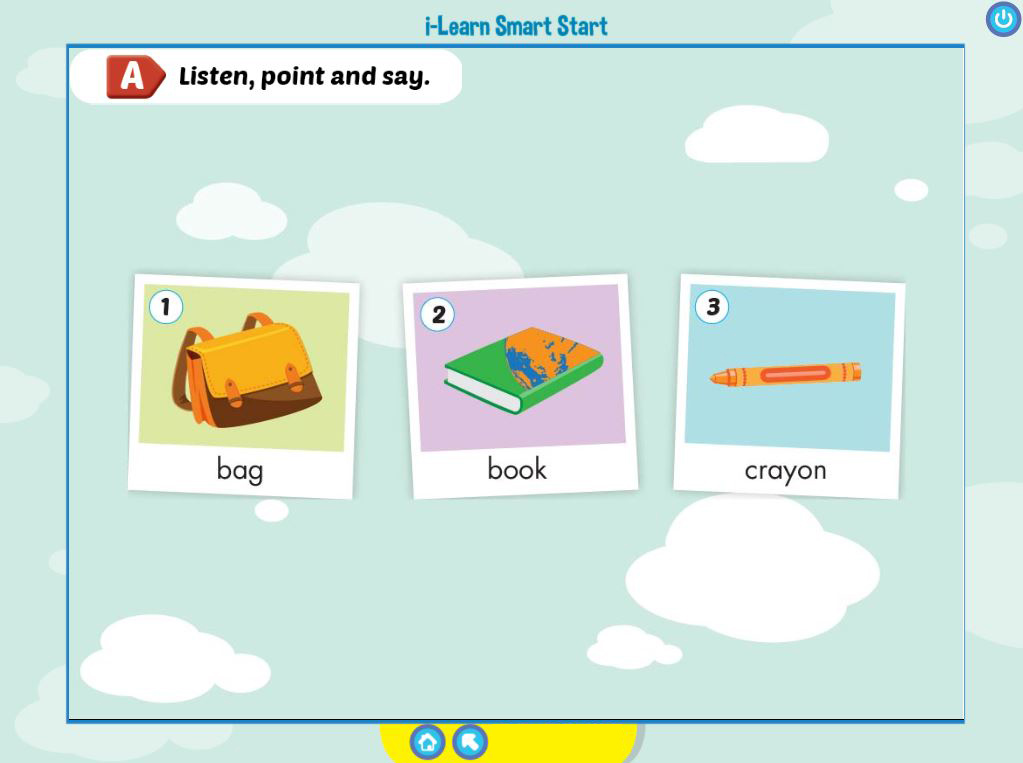 i-Learn Smart Start
A Listen, point and say.
1
bag
2
book
3
crayon